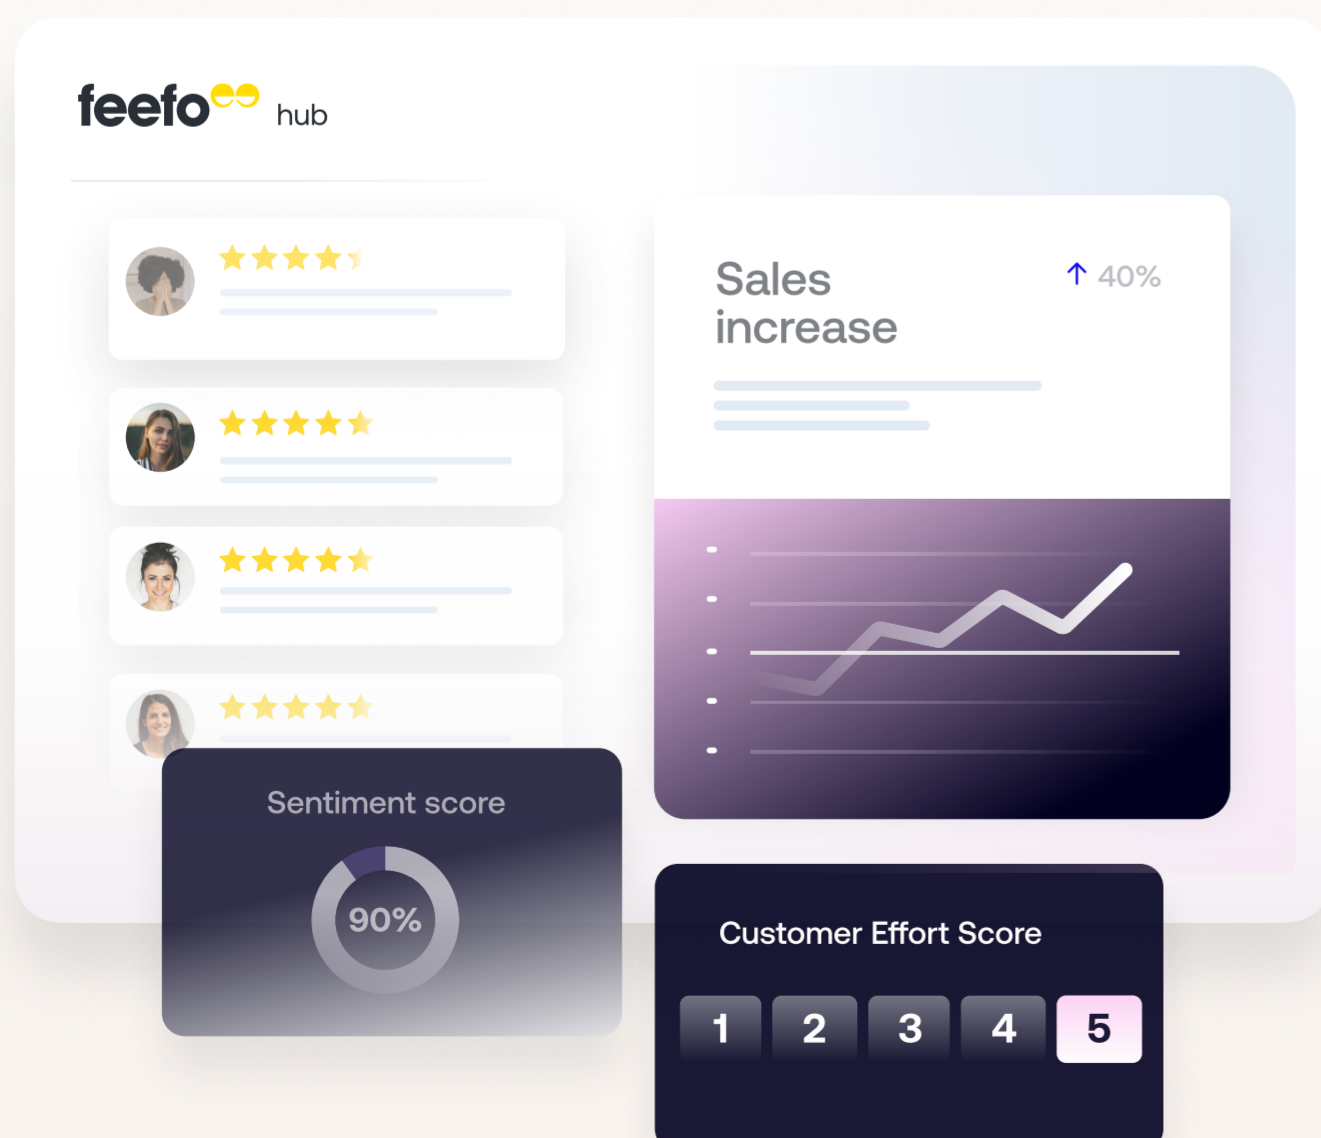 feefo hub
Sales
increase
40%
Sentiment score
90%
Customer Effort Score
1 2 3 4 5